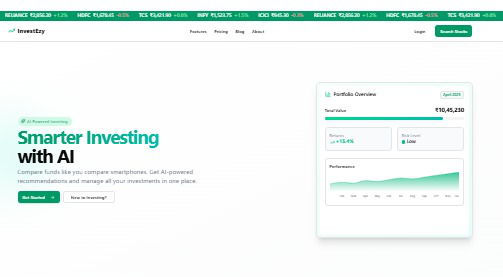 RELIANCE ₹2,856.20 +1.2% HDFC ₹1,678.45 -0.5% TCS ₹3,421.80 +0.8% INFY ₹1,523.75 +1.5% ICICI ₹945.30 -0.3% RELIANCE ₹2,856.20 +1.2% HDFC ₹1,678.45 -0.5% TCS ₹3,421.80 +0.8%
InvestEzy
Features Pricing Blog About
Login
Search Stocks
AI Powered Investing
Smarter Investing
with AI
Compare funds like you compare smartphones. Get AI-powered
recommendations and manage all your investments in one place.
Get Started →
New to Investing?
Portfolio Overview
April 2025
Total Value ₹10,45,230
Returns
+15.4%
Risk Level
Low
Performance